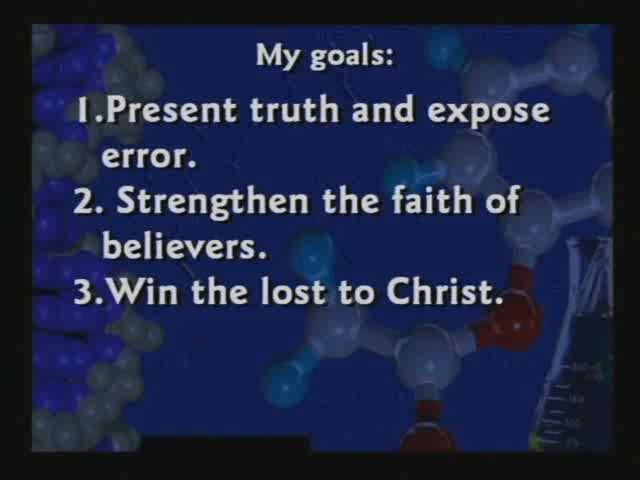 My goals:
1.Present truth and expose
error.
2. Strengthen the faith of
believers.
3.Win the lost to Christ.